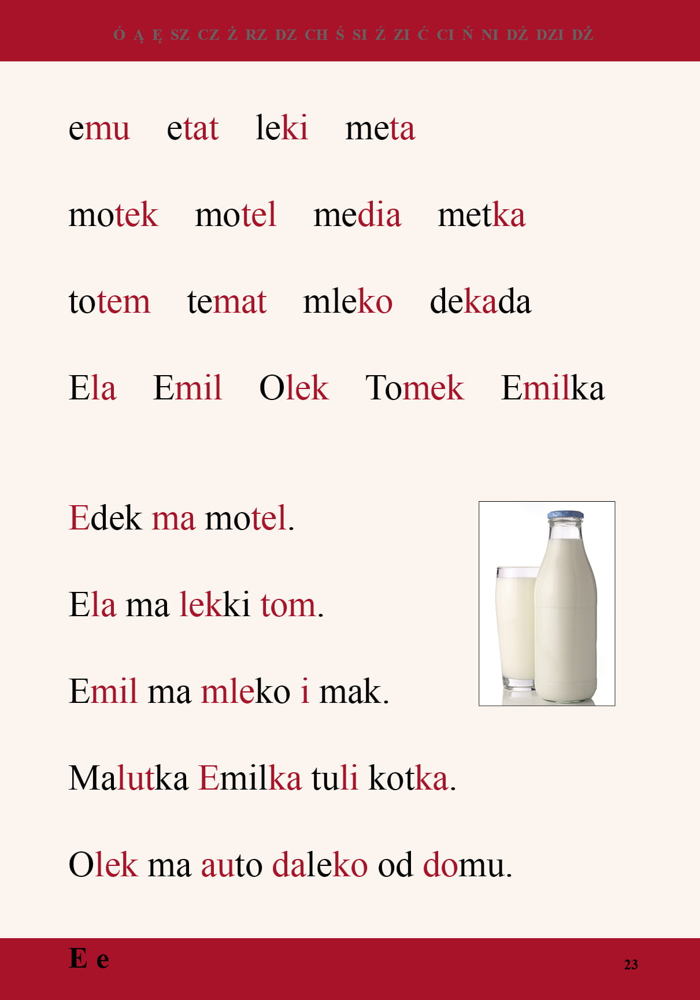 Ó Ą Ę SZ CZ Ż RZ DZ CH Ś SI Ź ZI Ć CI Ń NI DŹ DZI DŻ
emu etat leki meta
motek motel media metka
totem temat mleko dekada
Ela Emil Olek Tomek Emilka
Edek ma motel.
Ela ma lekki tom.
Emil ma mleko i mak.
Malutka Emilka tuli kotka.
Olek ma auto daleko od domu.
E e
23